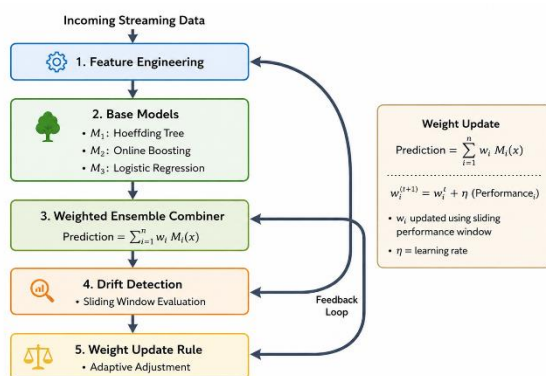 Incoming Streaming Data
1. Feature Engineering
2. Base Models
• M₁: Hoeffding Tree
• M₂: Online Boosting
• M₃: Logistic Regression
3. Weighted Ensemble Combiner
Prediction = ∑ⁿᵢ₌₁ wᵢ Mᵢ(x)
4. Drift Detection
• Sliding Window Evaluation
5. Weight Update Rule
• Adaptive Adjustment
Feedback
Loop
Weight Update
Prediction = ∑ⁿᵢ₌₁ wᵢ Mᵢ(x)
wᵢ⁽ᵗ⁺¹⁾ = wᵢᵗ + η (Performanceᵢ)
• wᵢ updated using sliding
performance window
• η = learning rate